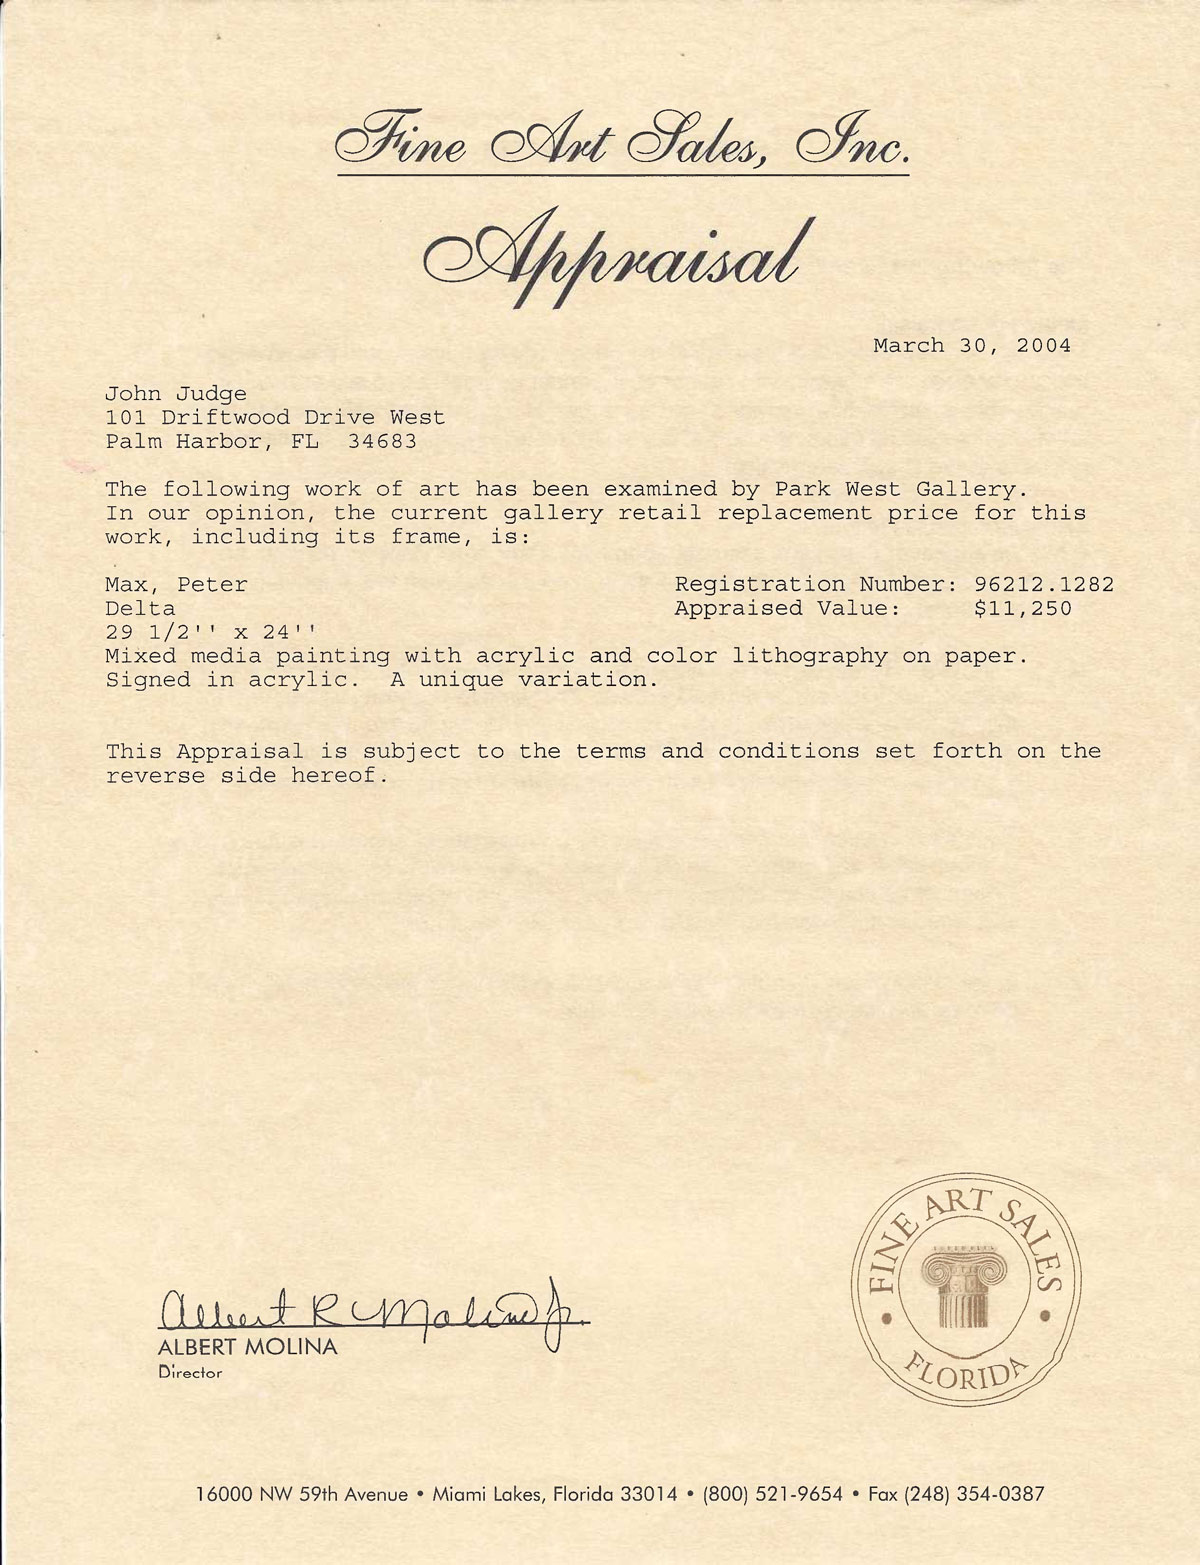 Fine Art Sales, Inc.
Appraisal
March 30, 2004
John Judge
101 Driftwood Drive West
Palm Harbor, FL  34683
The following work of art has been examined by Park West Gallery.
In our opinion, the current gallery retail replacement price for this
work, including its frame, is:
Max, Peter Registration Number: 96212.1282
Delta Appraised Value: $11,250
29 1/2'' x 24''
Mixed media painting with acrylic and color lithography on paper.
Signed in acrylic.  A unique variation.
This Appraisal is subject to the terms and conditions set forth on the
reverse side hereof.
Albert R Molina Jr.
ALBERT MOLINA
Director
FINE ART SALES
FLORIDA
16000 NW 59th Avenue • Miami Lakes, Florida 33014 • (800) 521-9654 • Fax (248) 354-0387